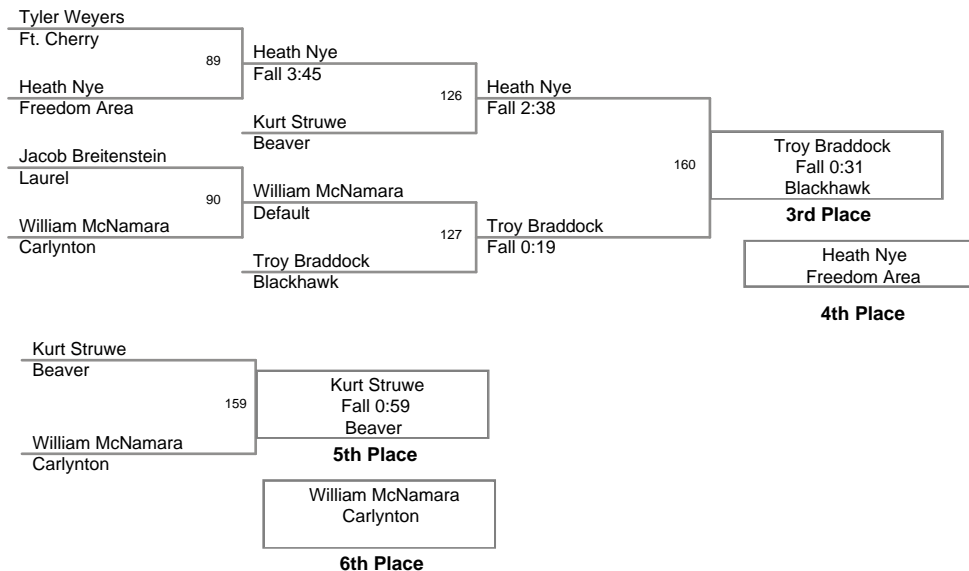 Tyler Weyers
Ft. Cherry
89
Heath Nye
Freedom Area
Heath Nye
Fall 3:45
126
Kurt Struwe
Beaver
Heath Nye
Fall 2:38
Jacob Breitenstein
Laurel
90
William McNamara
Carlynton
William McNamara
Default
127
Troy Braddock
Blackhawk
Troy Braddock
Fall 0:19
160
Troy Braddock
Fall 0:31
Blackhawk
3rd Place
Heath Nye
Freedom Area
4th Place
Kurt Struwe
Beaver
159
William McNamara
Carlynton
Kurt Struwe
Fall 0:59
Beaver
5th Place
William McNamara
Carlynton
6th Place